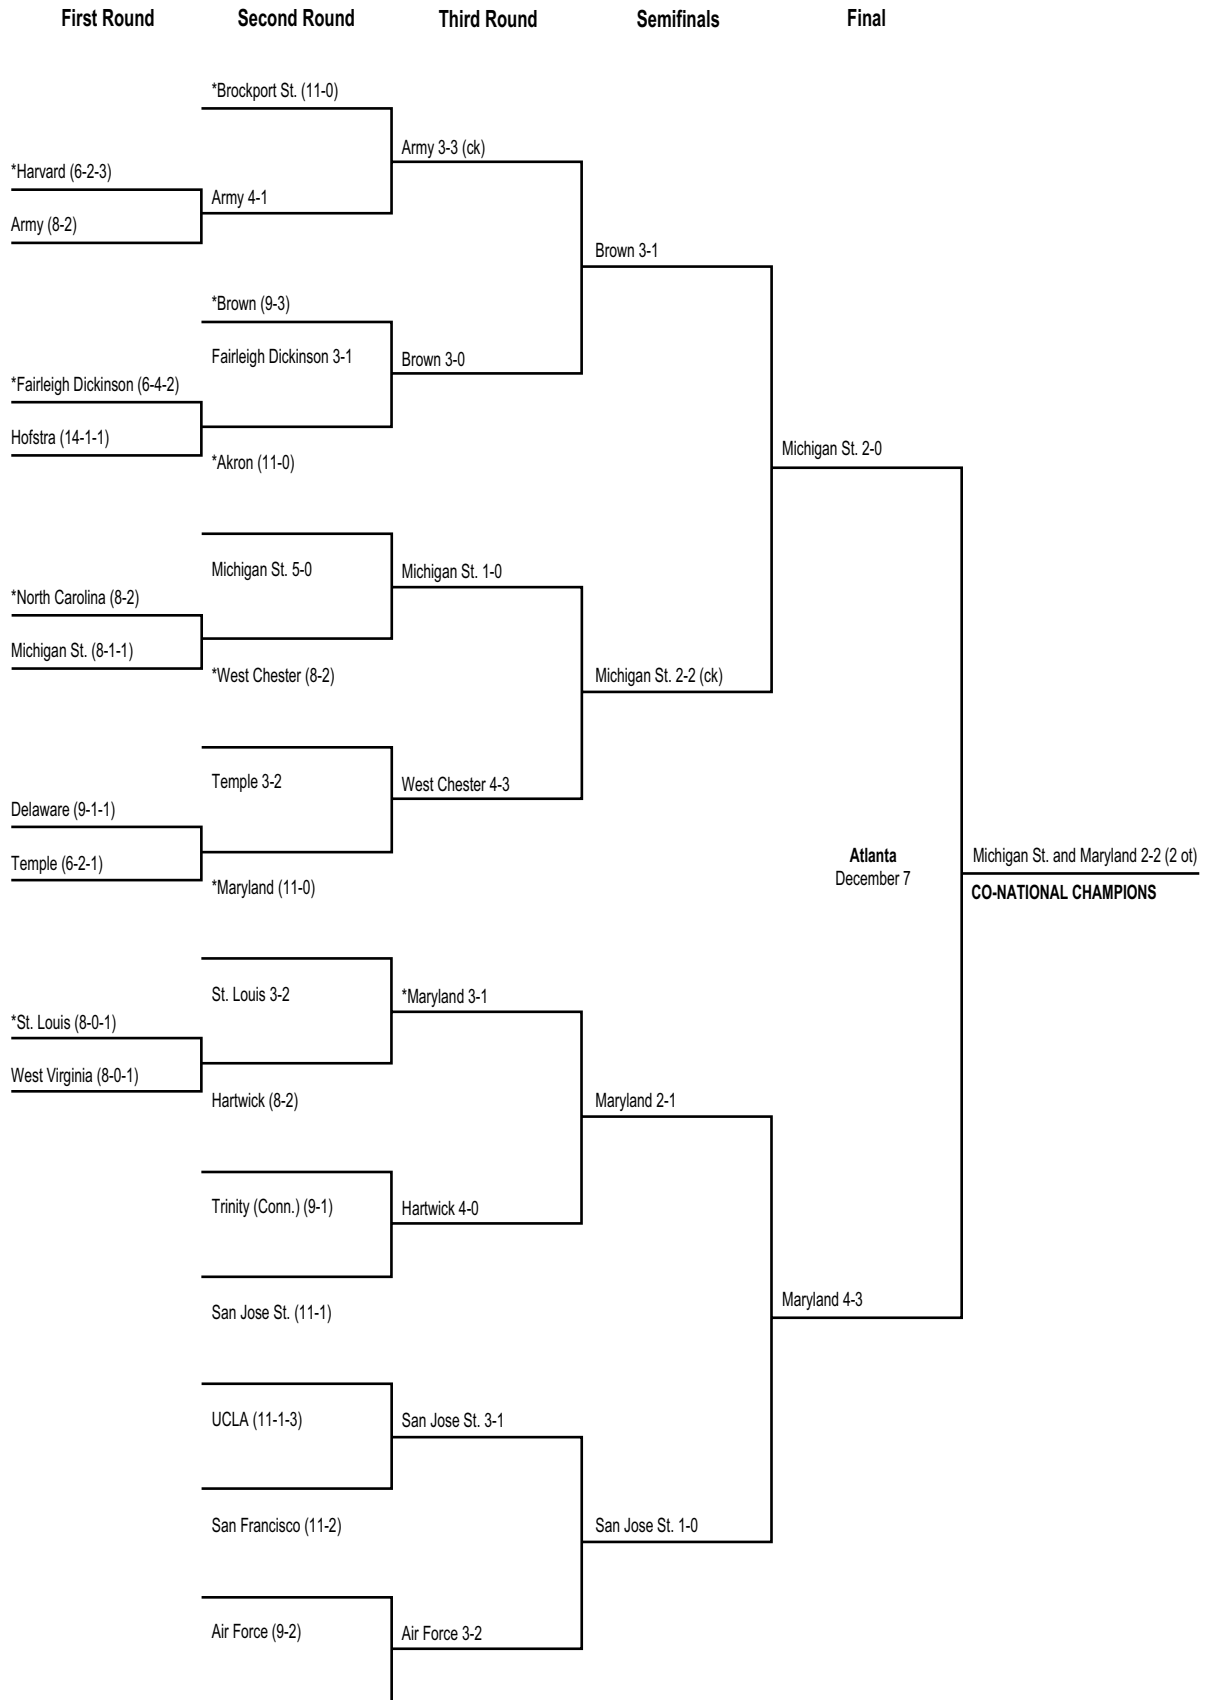 First Round
Second Round
Third Round
Semifinals
Final
*Brockport St. (11-0)
*Harvard (6-2-3)
Army (8-2)
Army 4-1
Army 3-3 (ck)
*Brown (9-3)
Fairleigh Dickinson 3-1
*Fairleigh Dickinson (6-4-2)
Hofstra (14-1-1)
Brown 3-0
Brown 3-1
*Akron (11-0)
Michigan St. 5-0
*North Carolina (8-2)
Michigan St. (8-1-1)
Michigan St. 1-0
*West Chester (8-2)
Temple 3-2
Delaware (9-1-1)
Temple (6-2-1)
West Chester 4-3
Michigan St. 2-2 (ck)
Michigan St. 2-0
*Maryland (11-0)
St. Louis 3-2
*St. Louis (8-0-1)
West Virginia (8-0-1)
*Maryland 3-1
Hartwick (8-2)
Trinity (Conn.) (9-1)
Hartwick 4-0
Maryland 2-1
San Jose St. (11-1)
UCLA (11-1-3)
San Jose St. 3-1
San Francisco (11-2)
Air Force (9-2)
Air Force 3-2
San Jose St. 1-0
Maryland 4-3
Atlanta
December 7
Michigan St. and Maryland 2-2 (2 ot)
CO-NATIONAL CHAMPIONS